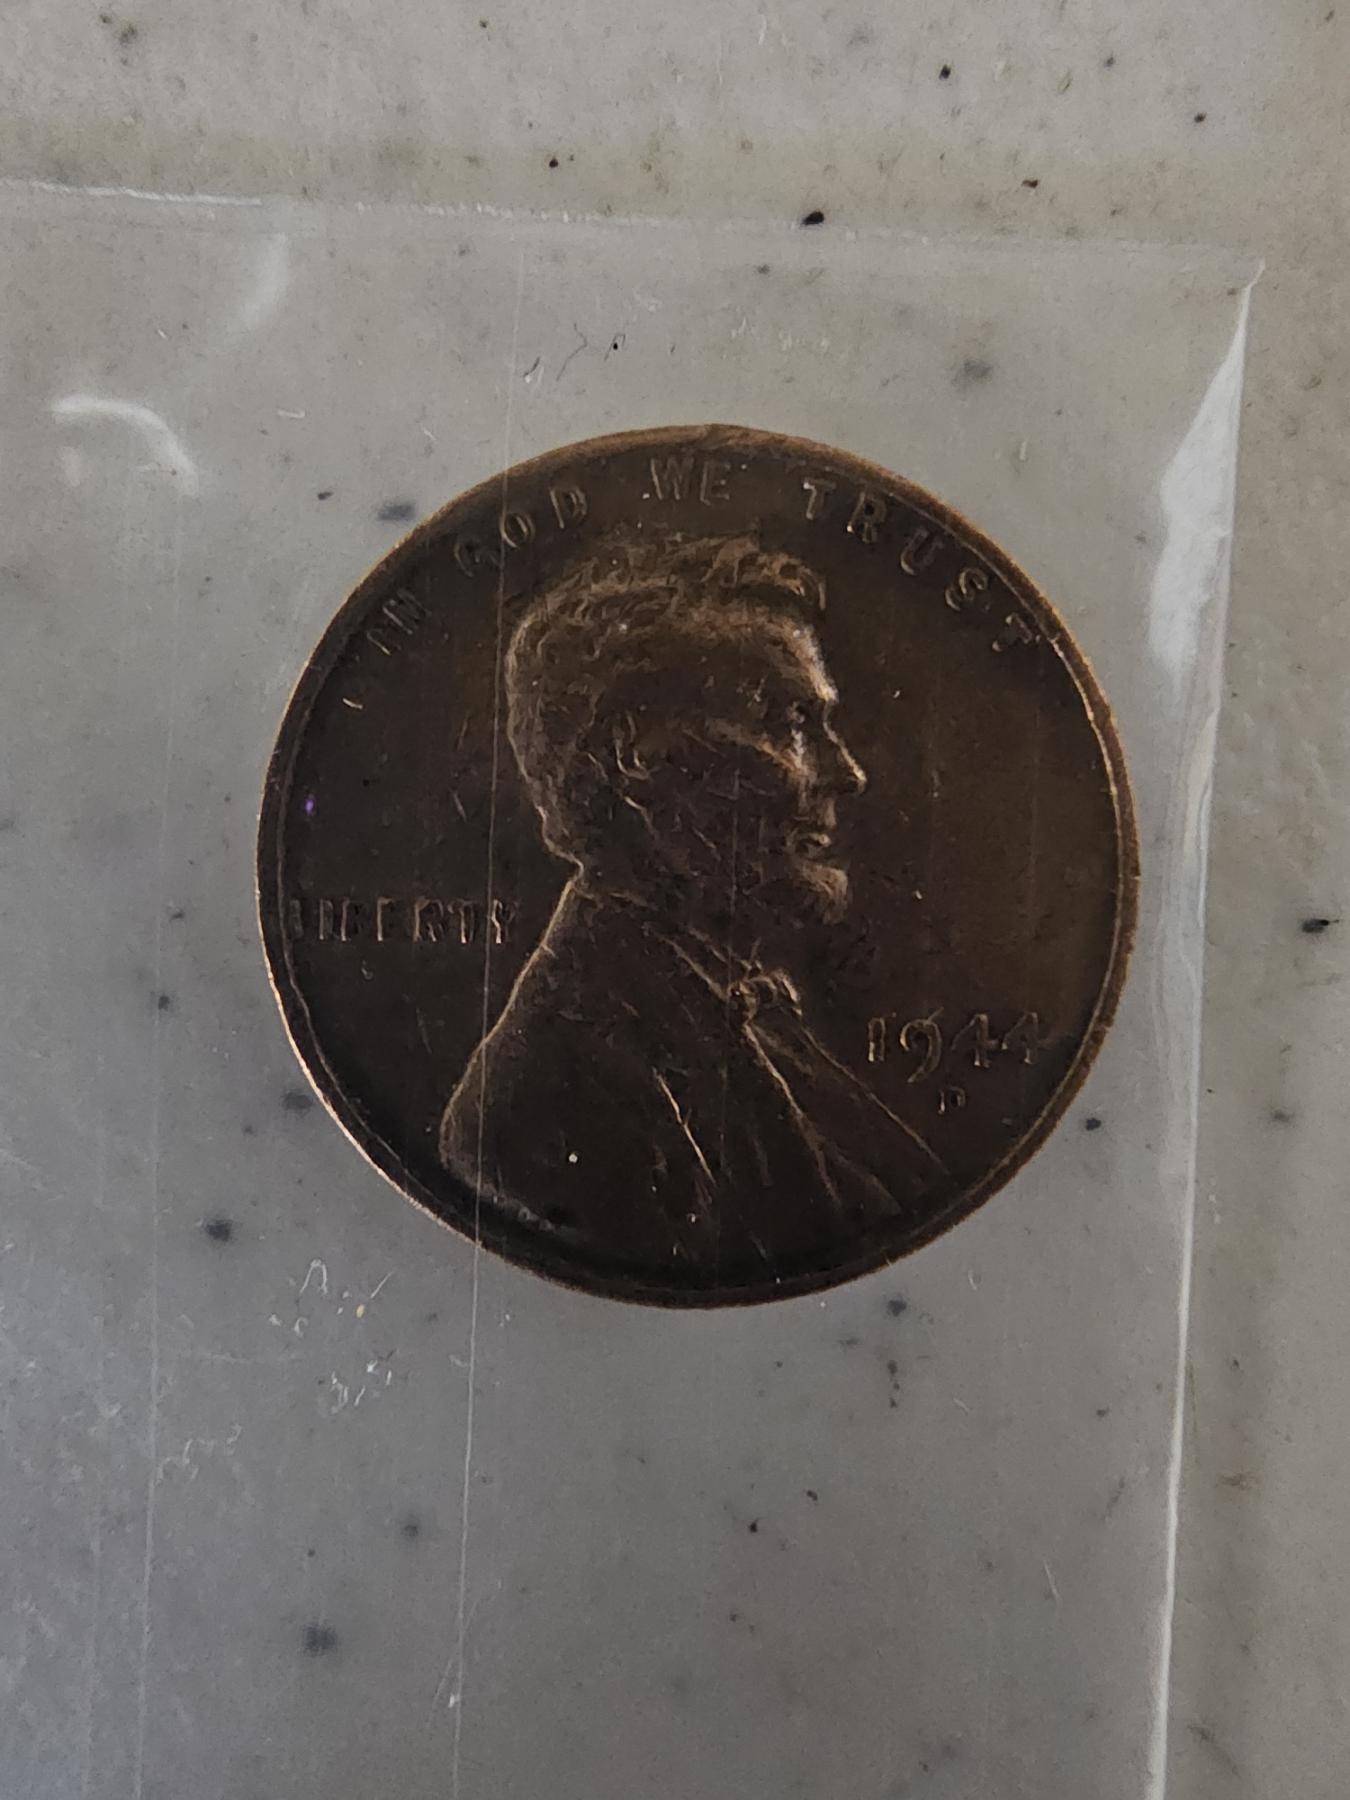 IN GOD WE TRUST
LIBERTY
1944
D